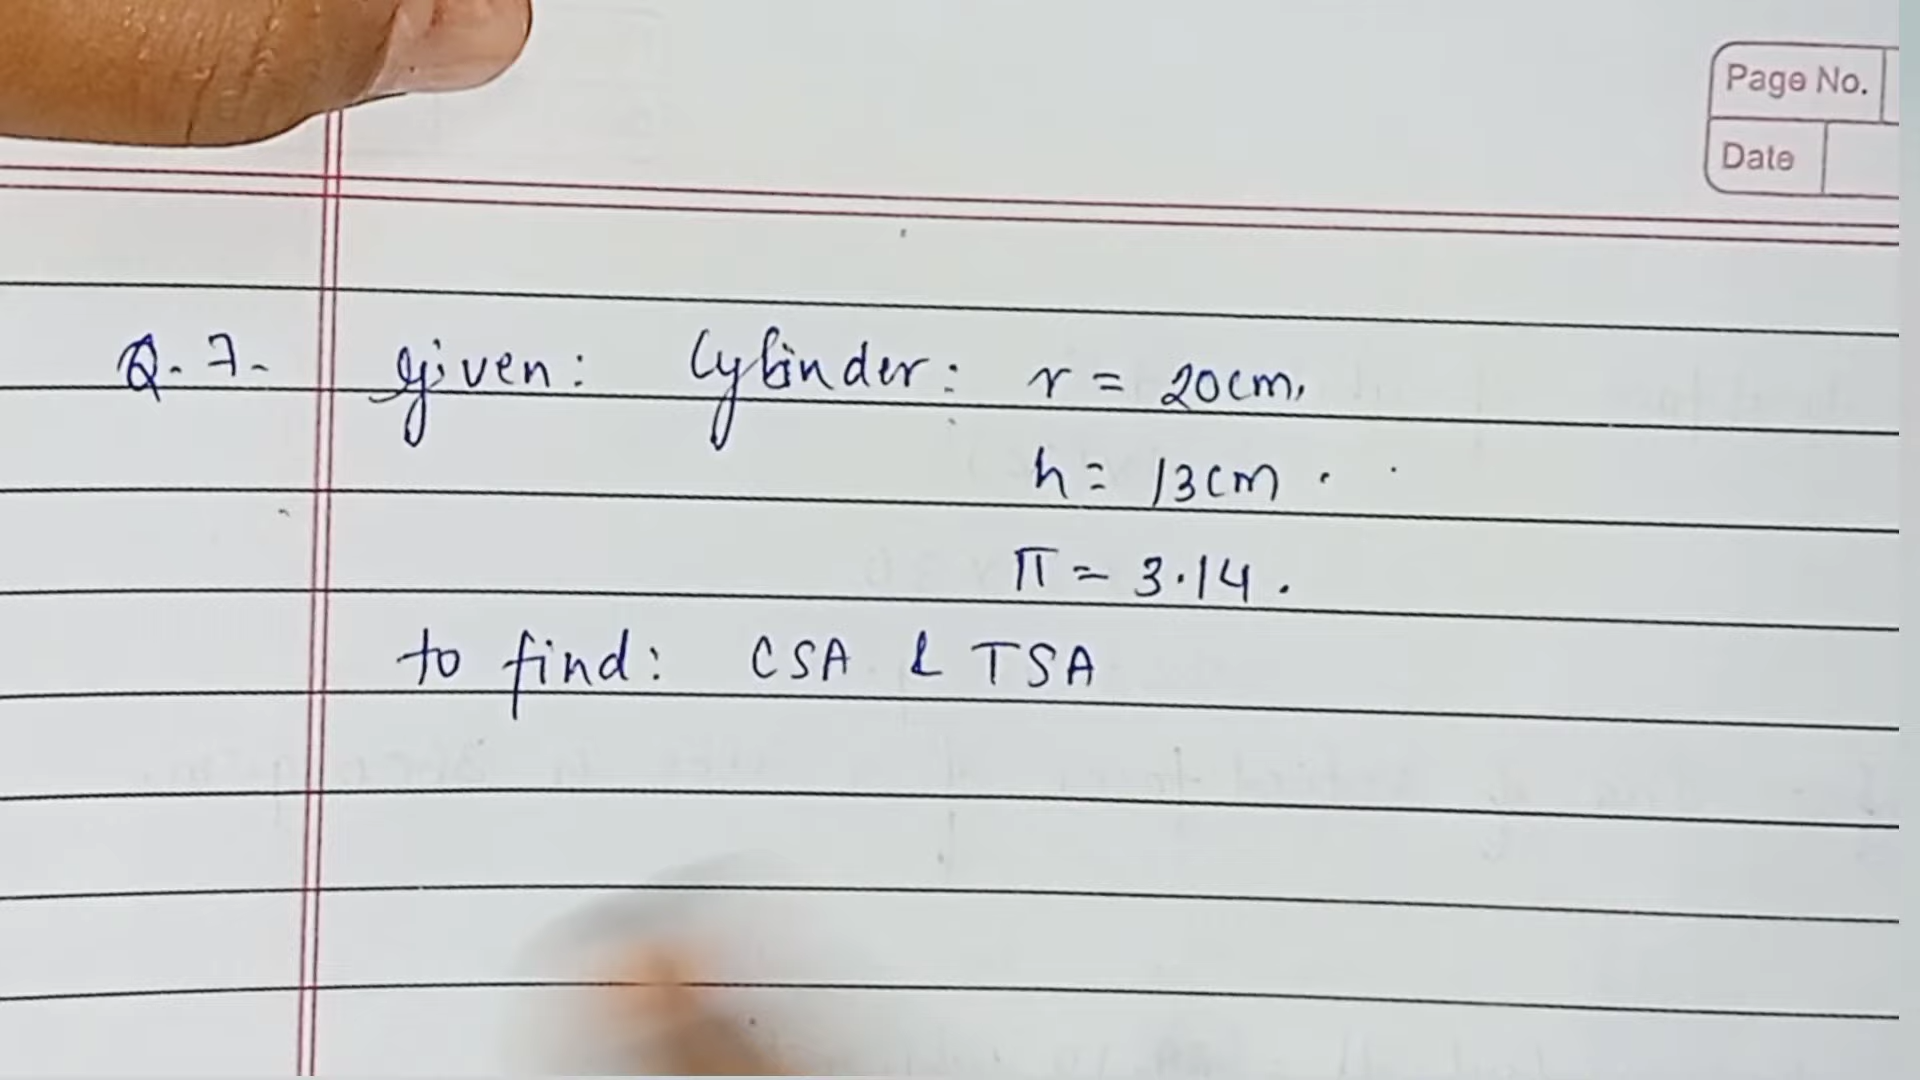 Page No.
Date
Q. 7. given: Cylinder: r = 20cm.
h = 13cm.
π = 3.14.
to find: CSA & TSA